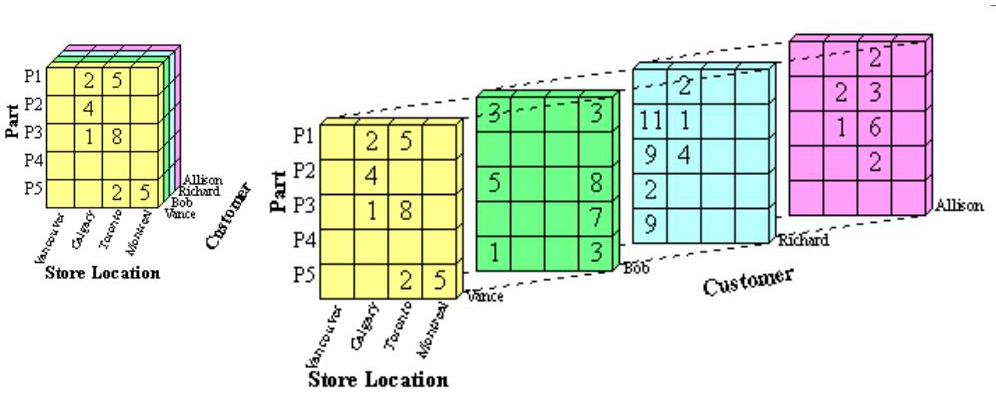 P1 2 5
P2 4
P3 1 8
P4
P5 2 5
Part
Vancouver Calgary Toronto Montreal
Store Location
Allison
Richard
Bob
Vance
Customer
P1 2 5
P2 4
P3 1 8
P4
P5 2 5
Part
Vancouver Calgary Toronto Montreal
Store Location
Vance
3 3
5 8
7
1 3
Bob
2
11 1
9 4
2
9
Richard
2
2 3
1 6
2
Allison
Customer